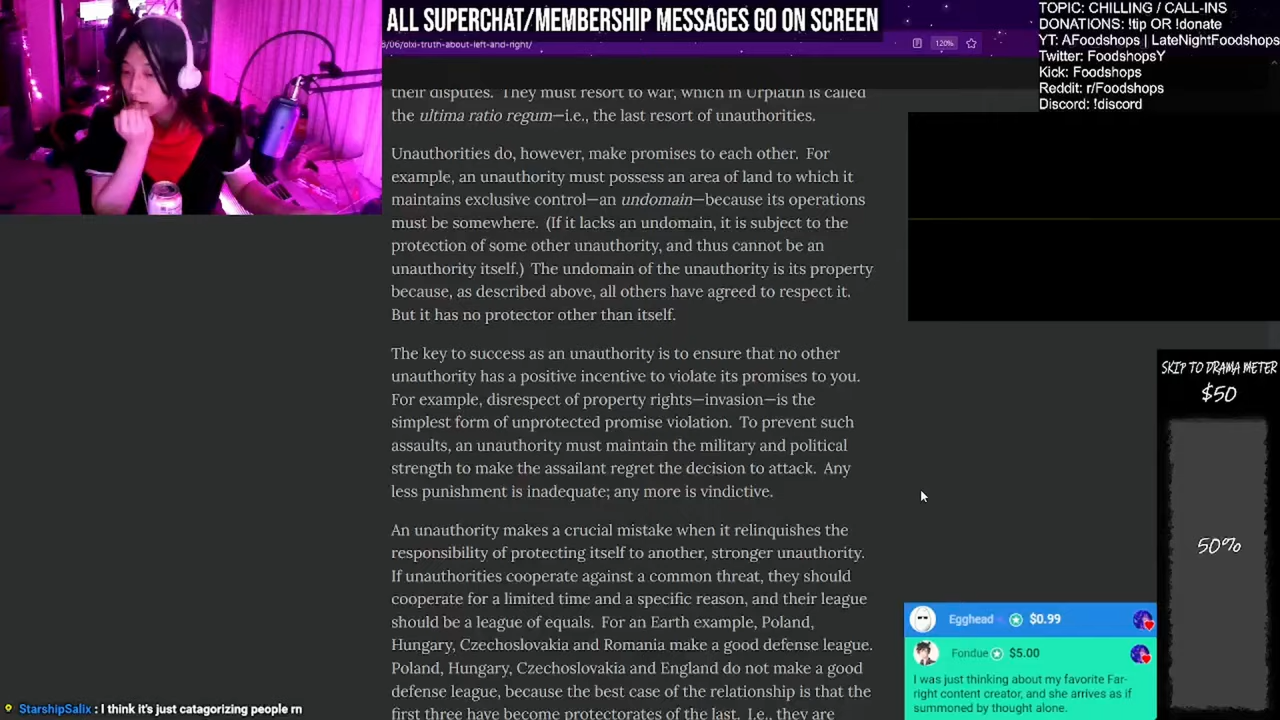 ALL SUPERCHAT/MEMBERSHIP MESSAGES GO ON SCREEN
/06/olxi-truth-about-left-and-right/
120%
TOPIC: CHILLING / CALL-INS
DONATIONS: !tip OR !donate
YT: AFoodshops | LateNightFoodshops
Twitter: FoodshopsY
Kick: Foodshops
Reddit: r/Foodshops
Discord: !discord
their disputes. They must resort to war, which in Urplatin is called
the ultima ratio regum—i.e., the last resort of unauthorities.
Unauthorities do, however, make promises to each other. For
example, an unauthority must possess an area of land to which it
maintains exclusive control—an undomain—because its operations
must be somewhere. (If it lacks an undomain, it is subject to the
protection of some other unauthority, and thus cannot be an
unauthority itself.) The undomain of the unauthority is its property
because, as described above, all others have agreed to respect it.
But it has no protector other than itself.
The key to success as an unauthority is to ensure that no other
unauthority has a positive incentive to violate its promises to you.
For example, disrespect of property rights—invasion—is the
simplest form of unprotected promise violation. To prevent such
assaults, an unauthority must maintain the military and political
strength to make the assailant regret the decision to attack. Any
less punishment is inadequate; any more is vindictive.
An unauthority makes a crucial mistake when it relinquishes the
responsibility of protecting itself to another, stronger unauthority.
If unauthorities cooperate against a common threat, they should
cooperate for a limited time and a specific reason, and their league
should be a league of equals. For an Earth example, Poland,
Hungary, Czechoslovakia and Romania make a good defense league.
Poland, Hungary, Czechoslovakia and England do not make a good
defense league, because the best case of the relationship is that the
first three have become protectorates of the last. I.e., they are
SKIP TO DRAMA METER
$50
50%
Egghead $0.99
Fondue $5.00
I was just thinking about my favorite Far-
right content creator, and she arrives as if
summoned by thought alone.
StarshipSalix : I think it's just catagorizing people rn